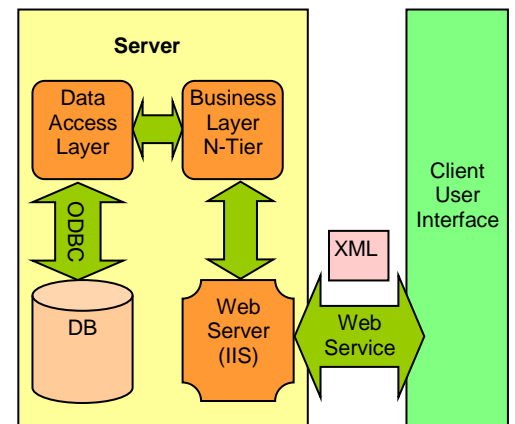 Server
Data
Access
Layer
Business
Layer
N-Tier
ODBC
DB
Web
Server
(IIS)
XML
Web
Service
Client
User
Interface